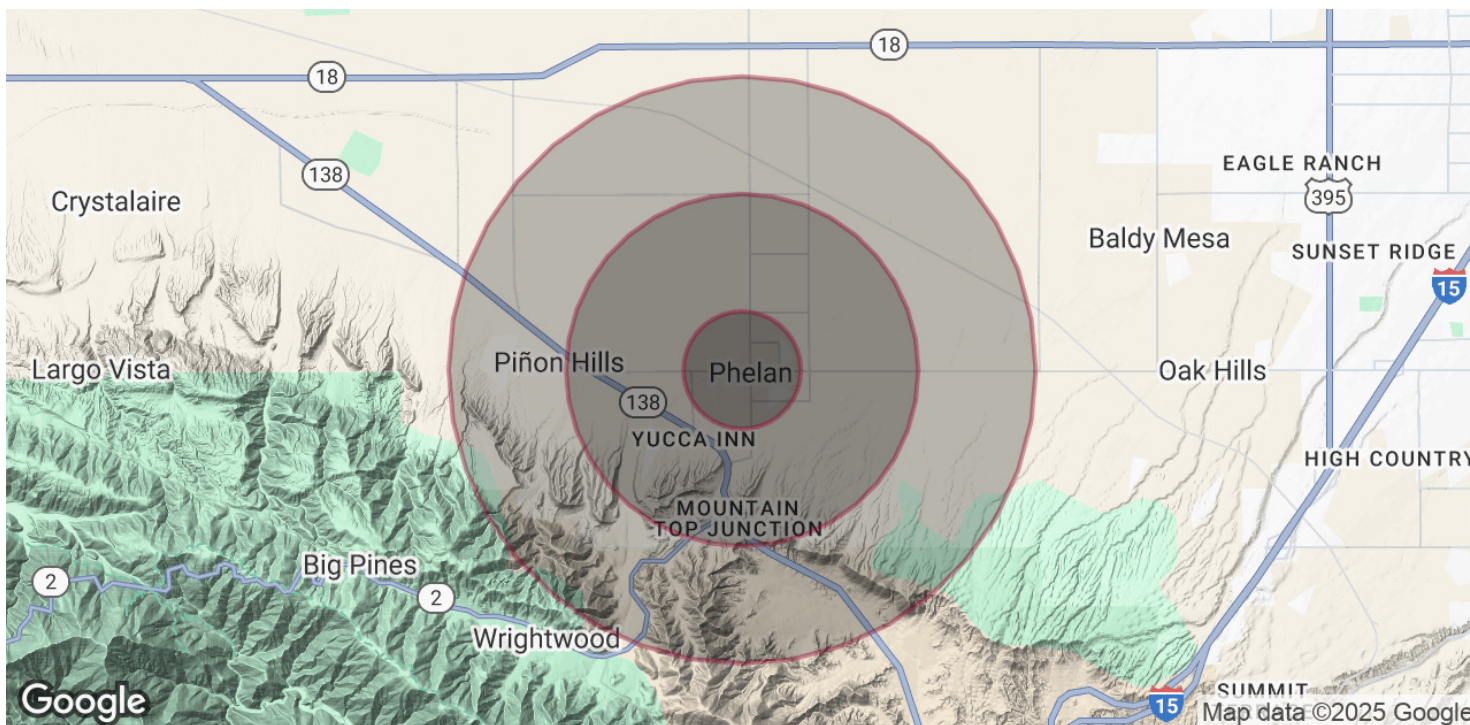 18
18
138
EAGLE RANCH
395
Crystalaire
Baldy Mesa
SUNSET RIDGE
15
Largo Vista
Piñon Hills
Phelan
Oak Hills
138
YUCCA INN
HIGH COUNTRY
MOUNTAIN
TOP JUNCTION
Big Pines
2
2
Wrightwood
Google
15
SUMMIT
Map data ©2025 Google